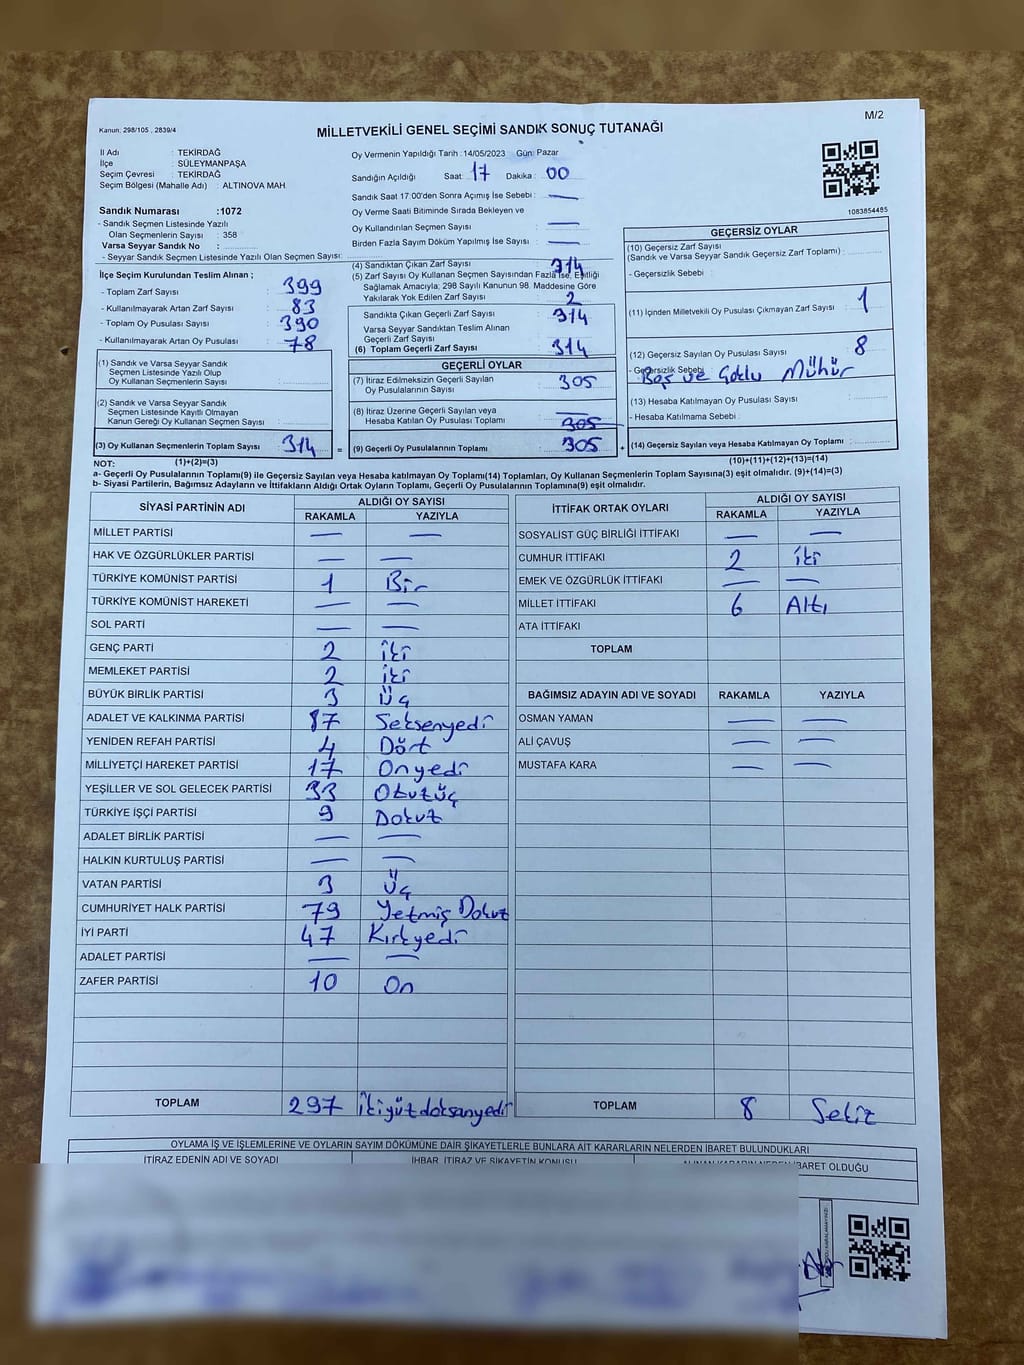 M/2
Kanun, 298/105 , 2839/4
MİLLETVEKİLİ GENEL SEÇİMİ SANDIK SONUÇ TUTANAĞI
İl Adı : TEKİRDAĞ
İlçe : SÜLEYMANPAŞA
Seçim Çevresi : TEKİRDAĞ
Seçim Bölgesi (Mahalle Adı) : ALTINOVA MAH.
Oy Vermenin Yapıldığı Tarih : 14/05/2023 Gün: Pazar
Sandığın Açıldığı Saat 17 Dakika : 00
Sandık Saat 17:00'den Sonra Açımış İse Sebebi : —
Oy Verme Saati Bitiminde Sırada Bekleyen ve
Oy Kullandırılan Seçmen Sayısı : —
Birden Fazla Sayım Döküm Yapılmış İse Sayısı : —
Sandık Numarası :1072
- Sandık Seçmen Listesinde Yazılı
Olan Seçmenlerin Sayısı : 358
Varsa Seyyar Sandık No :
- Seyyar Sandık Seçmen Listesinde Yazılı Olan Seçmen Sayısı:
1083854485
İlçe Seçim Kurulundan Teslim Alınan ;
- Toplam Zarf Sayısı : 399
- Kullanılmayarak Artan Zarf Sayısı : 83
- Toplam Oy Pusulası Sayısı : 390
- Kullanılmayarak Artan Oy Pusulası : 78
(4) Sandıktan Çıkan Zarf Sayısı : 314
(5) Zarf Sayısı Oy Kullanan Seçmen Sayısından Fazla İse, Eşitliği
Sağlamak Amacıyla; 298 Sayılı Kanunun 98. Maddesine Göre
Yakılarak Yok Edilen Zarf Sayısı : 2
Sandıkta Çıkan Geçerli Zarf Sayısı : 314
Varsa Seyyar Sandıktan Teslim Alınan
Geçerli Zarf Sayısı :
(6) Toplam Geçerli Zarf Sayısı : 314
GEÇERLİ OYLAR
(7) İtiraz Edilmeksizin Geçerli Sayılan
Oy Pusulalarının Sayısı : 305
(8) İtiraz Üzerine Geçerli Sayılan veya
Hesaba Katılan Oy Pusulası Toplamı : — 305
(9) Geçerli Oy Pusulalarının Toplamı : 305
(1) Sandık ve Varsa Seyyar Sandık
Seçmen Listesinde Yazılı Olup
Oy Kullanan Seçmenlerin Sayısı :
(2) Sandık ve Varsa Seyyar Sandık
Seçmen Listesinde Kayıtlı Olmayan
Kanun Gereği Oy Kullanan Seçmen Sayısı :
(3) Oy Kullanan Seçmenlerin Toplam Sayısı : 314 =
(1)+(2)=(3)
GEÇERSİZ OYLAR
(10) Geçersiz Zarf Sayısı
(Sandık ve Varsa Seyyar Sandık Geçersiz Zarf Toplamı) :
- Geçersizlik Sebebi :
(11) İçinden Milletvekili Oy Pusulası Çıkmayan Zarf Sayısı : 1
(12) Geçersiz Sayılan Oy Pusulası Sayısı : 8
- Geçersizlik Sebebi : Boş ve Çoklu Mühür
(13) Hesaba Katılmayan Oy Pusulası Sayısı :
- Hesaba Katılmama Sebebi :
+ (14) Geçersiz Sayılan veya Hesaba Katılmayan Oy Toplamı :
(10)+(11)+(12)+(13)=(14)
NOT:
a- Geçerli Oy Pusulalarının Toplamı(9) ile Geçersiz Sayılan veya Hesaba katılmayan Oy Toplamı(14) Toplamları, Oy Kullanan Seçmenlerin Toplam Sayısına(3) eşit olmalıdır. (9)+(14)=(3)
b- Siyasi Partilerin, Bağımsız Adayların ve İttifakların Aldığı Ortak Oyların Toplamı, Geçerli Oy Pusulalarının Toplamına(9) eşit olmalıdır.
SİYASİ PARTİNİN ADI ALDIĞI OY SAYISI
RAKAMLA YAZIYLA
MİLLET PARTİSİ — —
HAK VE ÖZGÜRLÜKLER PARTİSİ — —
TÜRKİYE KOMÜNİST PARTİSİ 1 Bir
TÜRKİYE KOMÜNİST HAREKETİ — —
SOL PARTİ — —
GENÇ PARTİ 2 iki
MEMLEKET PARTİSİ 2 iki
BÜYÜK BİRLİK PARTİSİ 3 Üç
ADALET VE KALKINMA PARTİSİ 87 Seksenyedi
YENİDEN REFAH PARTİSİ 4 Dört
MİLLİYETÇİ HAREKET PARTİSİ 17 Onyedi
YEŞİLLER VE SOL GELECEK PARTİSİ 33 Otuzüç
TÜRKİYE İŞÇİ PARTİSİ 9 Dokuz
ADALET BİRLİK PARTİSİ — —
HALKIN KURTULUŞ PARTİSİ — —
VATAN PARTİSİ 3 Üç
CUMHURİYET HALK PARTİSİ 79 Yetmiş Dokuz
İYİ PARTİ 47 Kırkyedi
ADALET PARTİSİ — —
ZAFER PARTİSİ 10 On
TOPLAM 297 ikiyüzdoksanyedi
İTTİFAK ORTAK OYLARI ALDIĞI OY SAYISI
RAKAMLA YAZIYLA
SOSYALIST GÜÇ BİRLİĞİ İTTİFAKI — —
CUMHUR İTTİFAKI 2 iki
EMEK VE ÖZGÜRLÜK İTTİFAKI — —
MİLLET İTTİFAKI 6 Altı
ATA İTTİFAKI
TOPLAM
BAĞIMSIZ ADAYIN ADI VE SOYADI RAKAMLA YAZIYLA
OSMAN YAMAN — —
ALİ ÇAVUŞ — —
MUSTAFA KARA — —
TOPLAM 8 Sekiz
OYLAMA İŞ VE İŞLEMLERİNE VE OYLARIN SAYIM DÖKÜMÜNE DAİR ŞİKAYETLERLE BUNLARA AİT KARARLARIN NELERDEN İBARET BULUNDUKLARI
İTİRAZ EDENİN ADI VE SOYADI İHBAR, İTİRAZ VE ŞİKAYETİN KONUSU ALINAN KARARIN NEDEN İBARET OLDUĞU